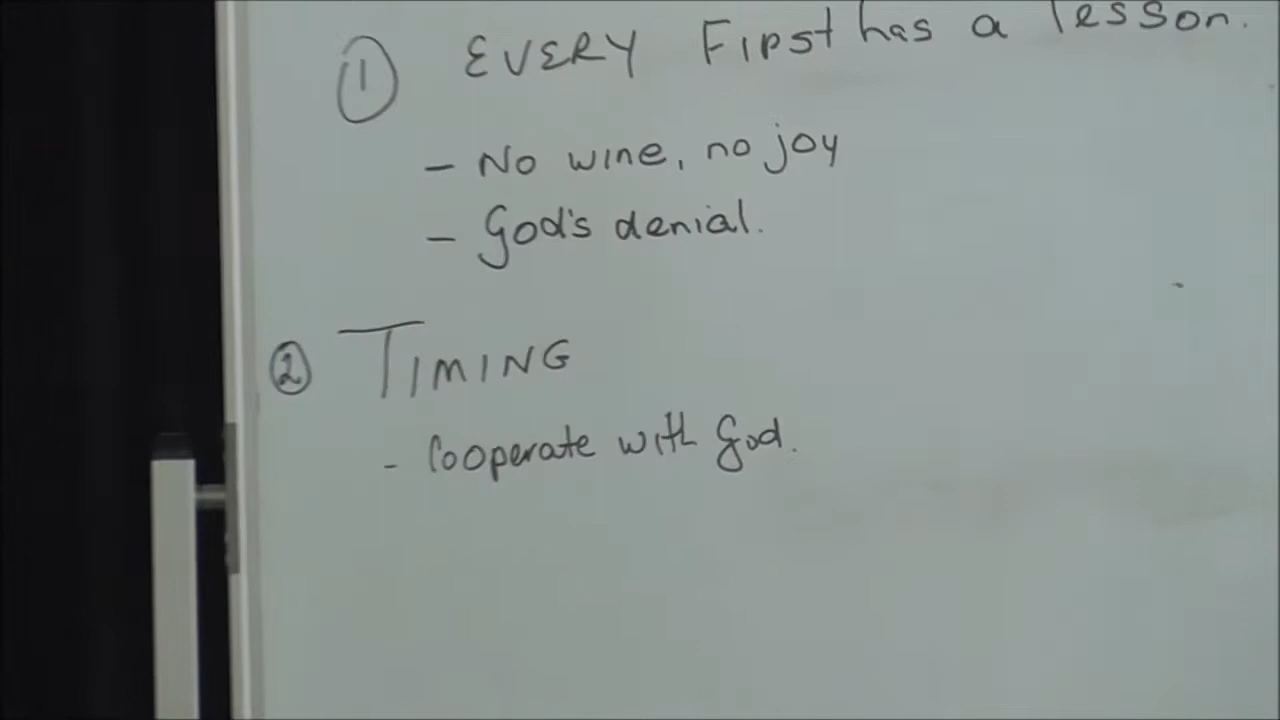 ① EVERY First has a lesson.
- No wine, no joy
- God's denial.
② TIMING
- Cooperate with God.